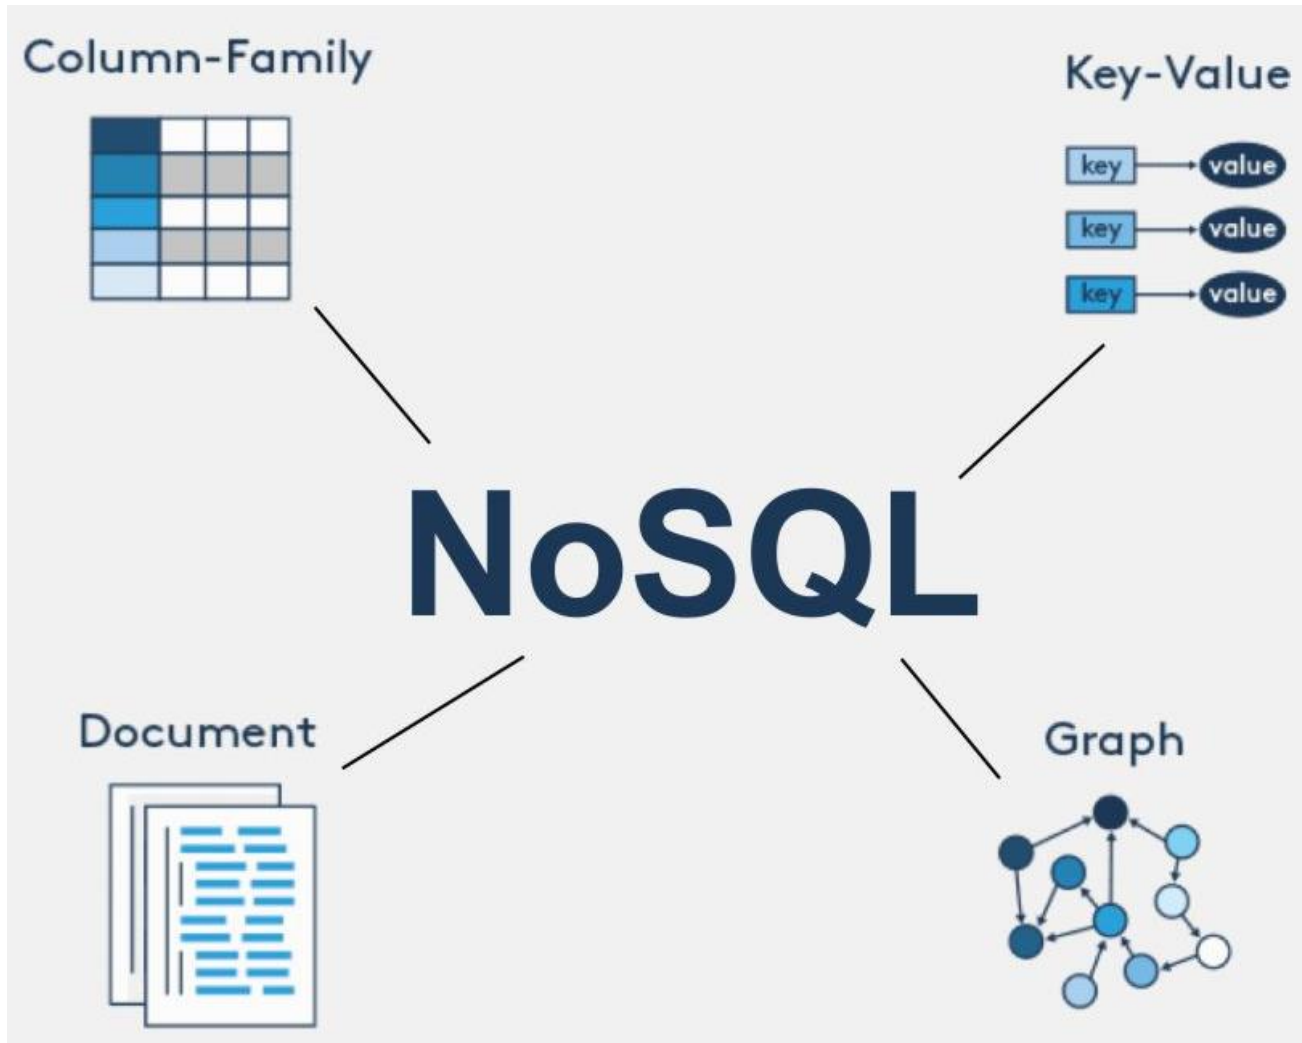 Column-Family
Key-Value
key value
key value
key value
NoSQL
Document
Graph